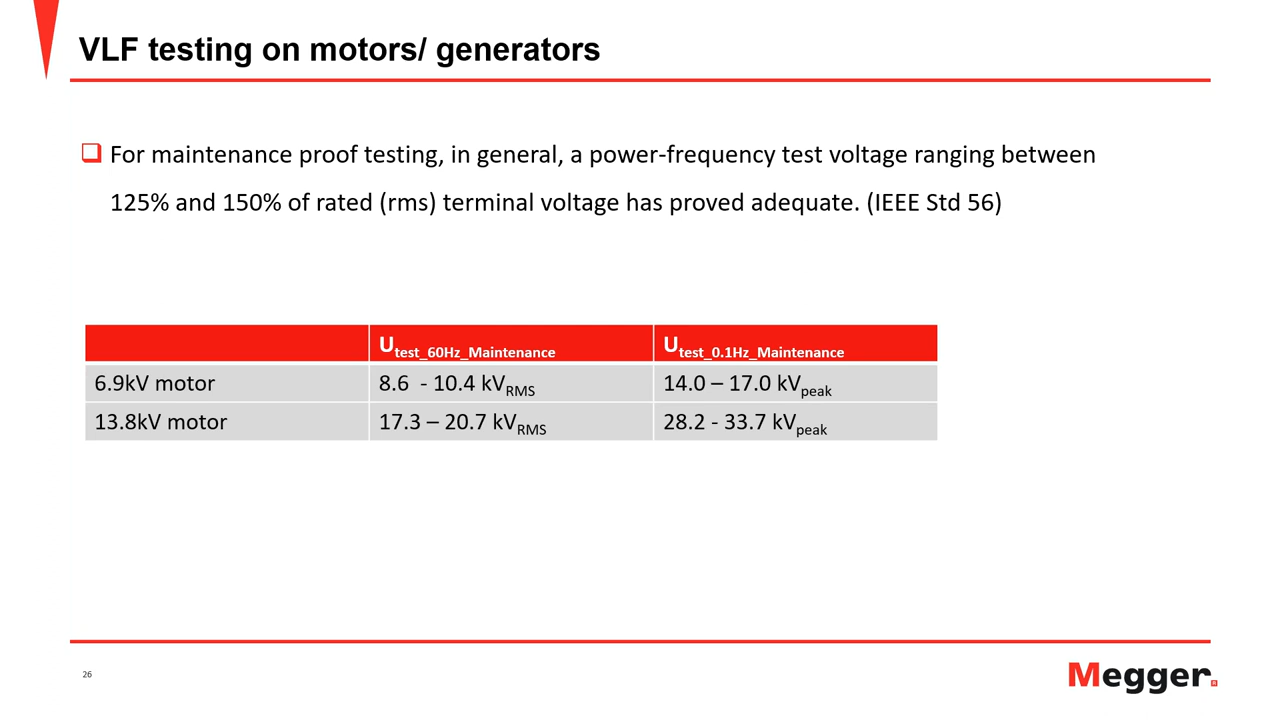 VLF testing on motors/ generators
❑ For maintenance proof testing, in general, a power-frequency test voltage ranging between
125% and 150% of rated (rms) terminal voltage has proved adequate. (IEEE Std 56)
Utest_60Hz_Maintenance Utest_0.1Hz_Maintenance
6.9kV motor 8.6 - 10.4 kVRMS 14.0 – 17.0 kVpeak
13.8kV motor 17.3 – 20.7 kVRMS 28.2 - 33.7 kVpeak
26
Megger.